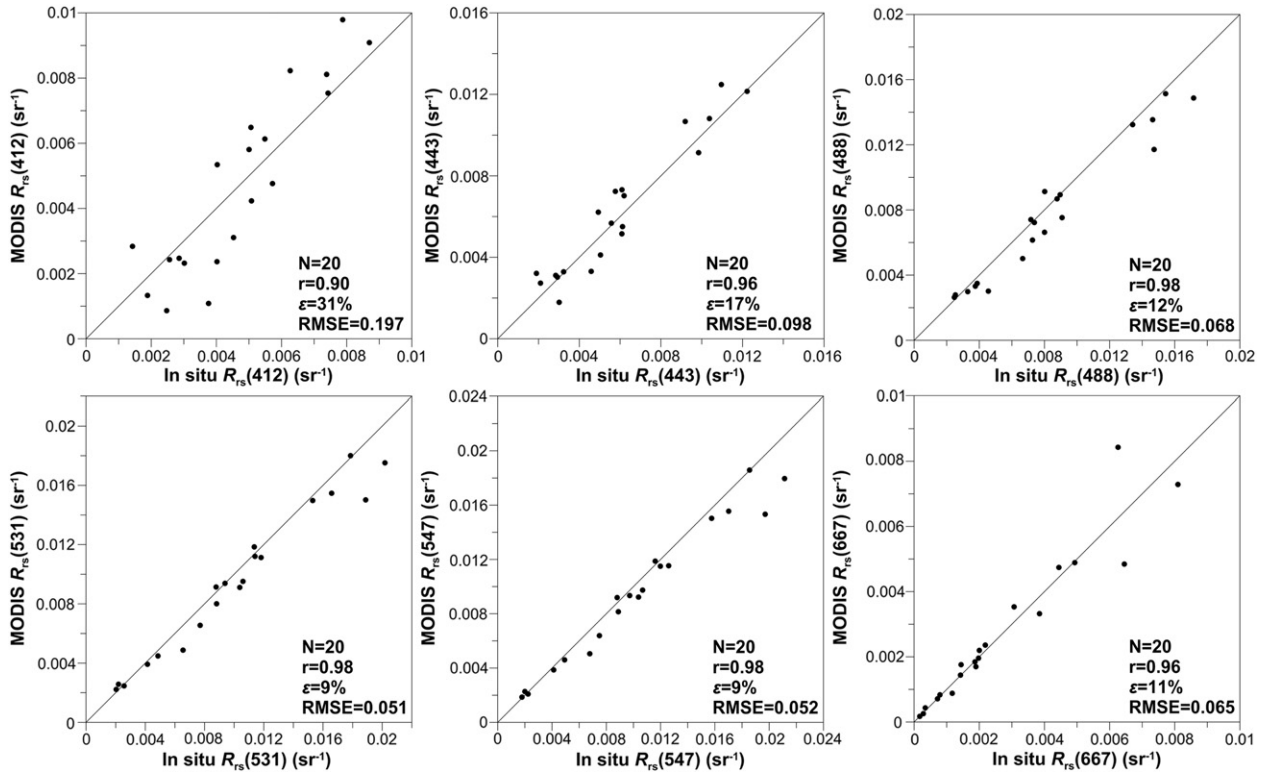 0.01
0.008
0.006
0.004
0.002
0
MODIS Rrs(412) (sr⁻¹)
N=20
r=0.90
ε=31%
RMSE=0.197
0 0.002 0.004 0.006 0.008 0.01
In situ Rrs(412) (sr⁻¹)
0.016
0.012
0.008
0.004
0
MODIS Rrs(443) (sr⁻¹)
N=20
r=0.96
ε=17%
RMSE=0.098
0 0.004 0.008 0.012 0.016
In situ Rrs(443) (sr⁻¹)
0.02
0.016
0.012
0.008
0.004
0
MODIS Rrs(488) (sr⁻¹)
N=20
r=0.98
ε=12%
RMSE=0.068
0 0.004 0.008 0.012 0.016 0.02
In situ Rrs(488) (sr⁻¹)
0.02
0.016
0.012
0.008
0.004
0
MODIS Rrs(531) (sr⁻¹)
N=20
r=0.98
ε=9%
RMSE=0.051
0 0.004 0.008 0.012 0.016 0.02
In situ Rrs(531) (sr⁻¹)
0.024
0.02
0.016
0.012
0.008
0.004
0
MODIS Rrs(547) (sr⁻¹)
N=20
r=0.98
ε=9%
RMSE=0.052
0 0.004 0.008 0.012 0.016 0.02 0.024
In situ Rrs(547) (sr⁻¹)
0.01
0.008
0.006
0.004
0.002
0
MODIS Rrs(667) (sr⁻¹)
N=20
r=0.96
ε=11%
RMSE=0.065
0 0.002 0.004 0.006 0.008 0.01
In situ Rrs(667) (sr⁻¹)